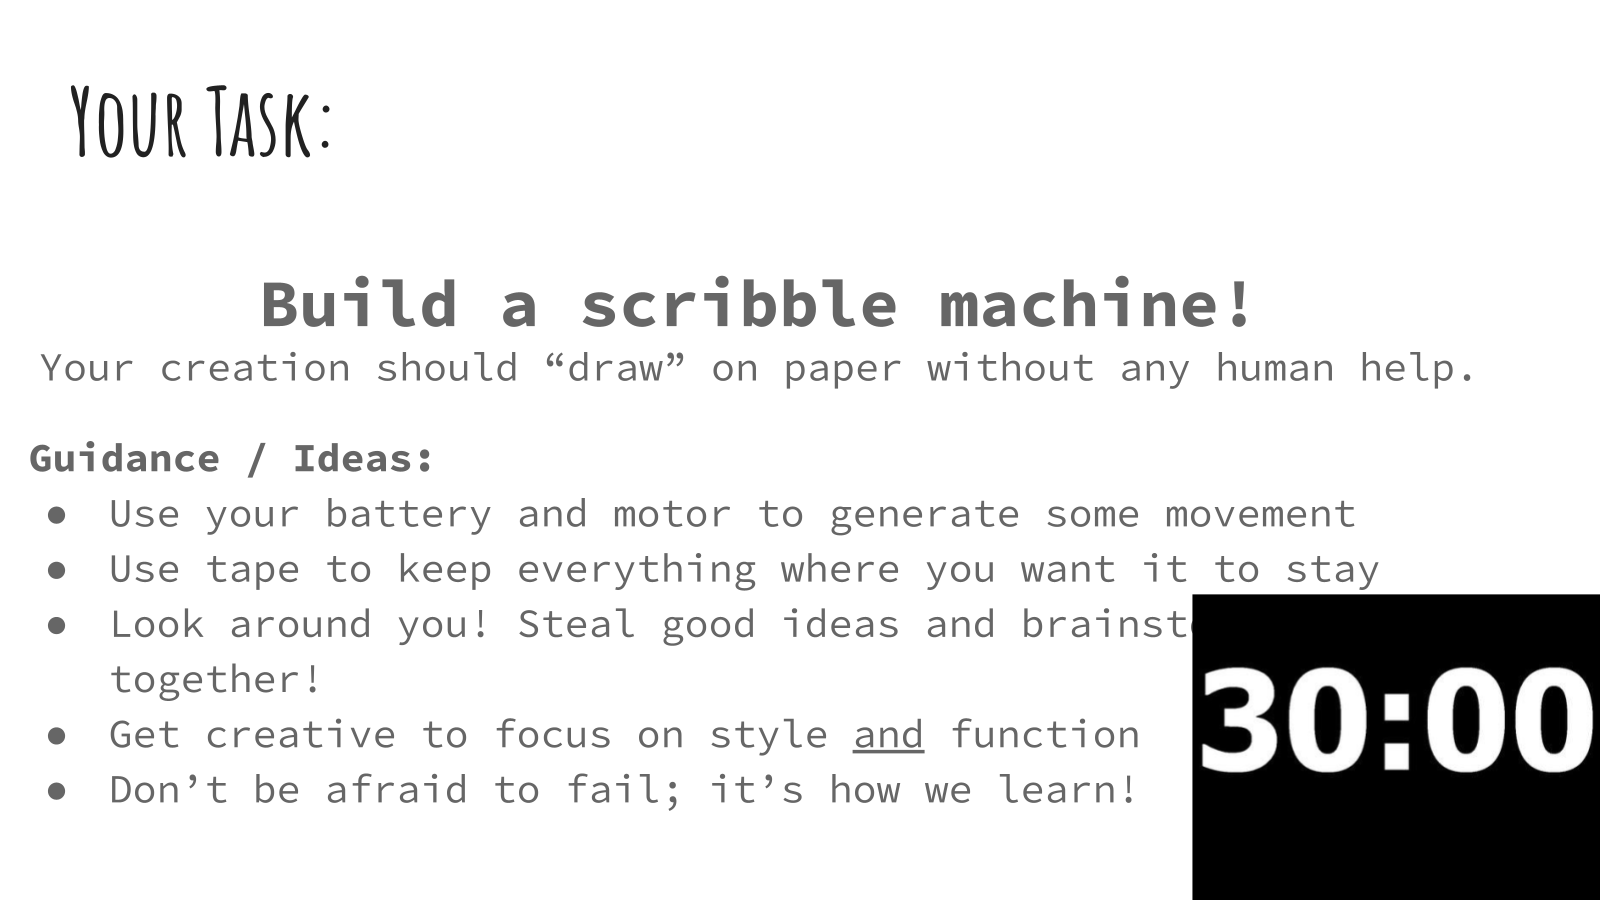 Your Task:
Build a scribble machine!
Your creation should “draw” on paper without any human help.
Guidance / Ideas:
● Use your battery and motor to generate some movement
● Use tape to keep everything where you want it to stay
● Look around you! Steal good ideas and
together!
● Get creative to focus on style and function
● Don’t be afraid to fail; it’s how we learn!
30:00